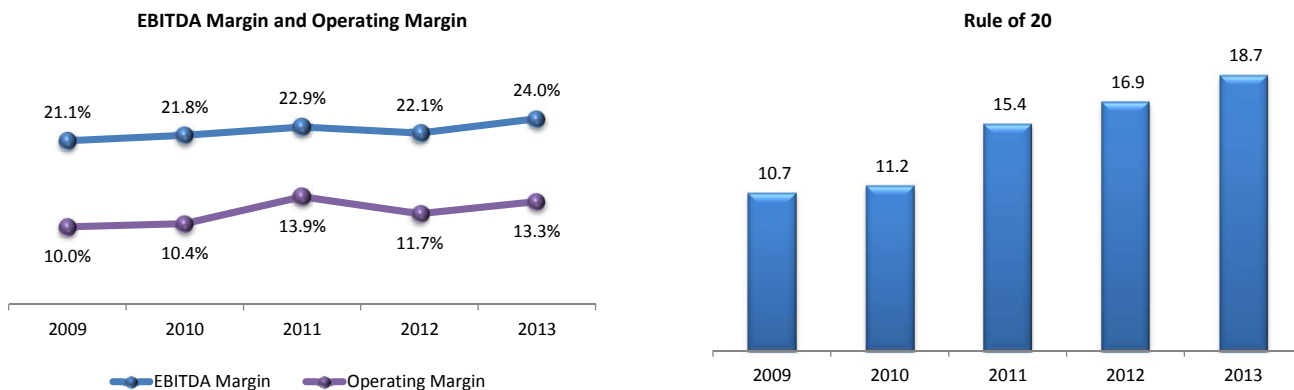 EBITDA Margin and Operating Margin
21.1% 21.8% 22.9% 22.1% 24.0%
10.0% 10.4% 13.9% 11.7% 13.3%
2009 2010 2011 2012 2013
EBITDA Margin Operating Margin
Rule of 20
10.7 11.2 15.4 16.9 18.7
2009 2010 2011 2012 2013